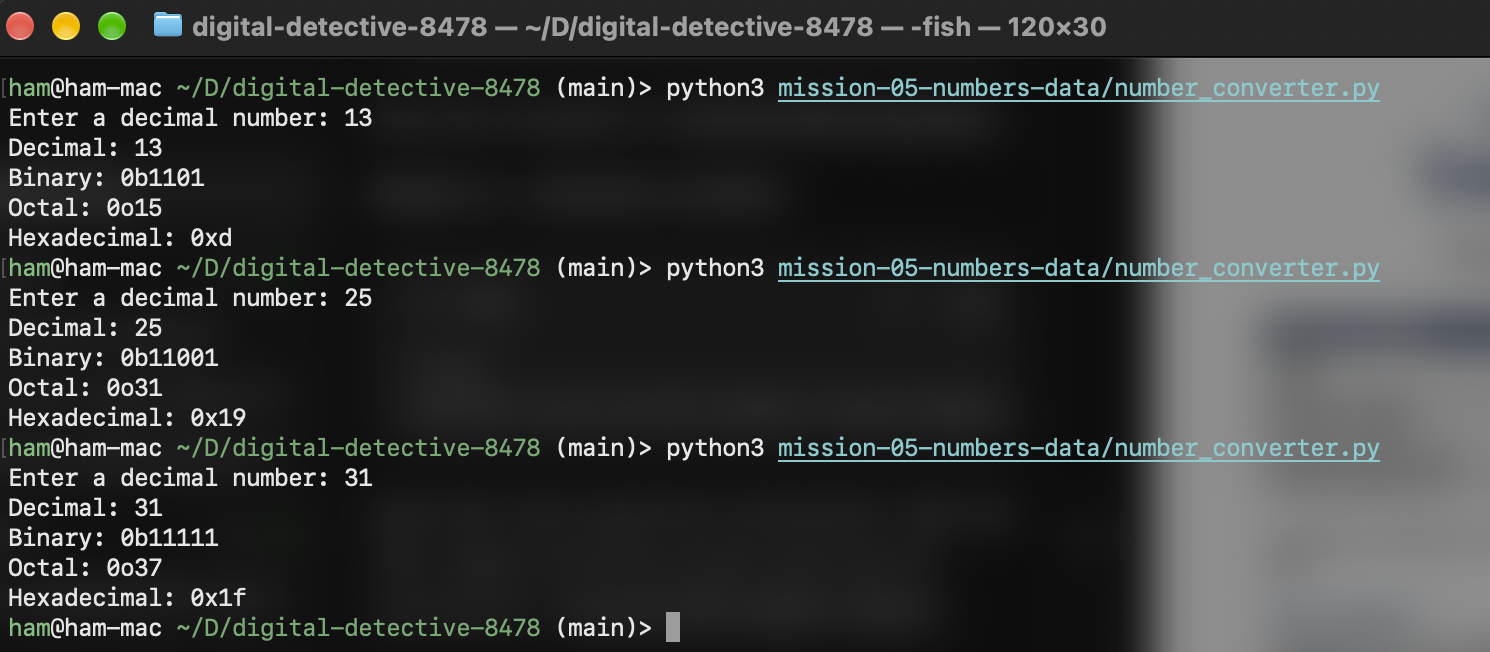 digital-detective-8478 — ~/D/digital-detective-8478 — -fish — 120×30
ham@ham-mac ~/D/digital-detective-8478 (main)> python3 mission-05-numbers-data/number_converter.py
Enter a decimal number: 13
Decimal: 13
Binary: 0b1101
Octal: 0o15
Hexadecimal: 0xd
ham@ham-mac ~/D/digital-detective-8478 (main)> python3 mission-05-numbers-data/number_converter.py
Enter a decimal number: 25
Decimal: 25
Binary: 0b11001
Octal: 0o31
Hexadecimal: 0x19
ham@ham-mac ~/D/digital-detective-8478 (main)> python3 mission-05-numbers-data/number_converter.py
Enter a decimal number: 31
Decimal: 31
Binary: 0b11111
Octal: 0o37
Hexadecimal: 0x1f
ham@ham-mac ~/D/digital-detective-8478 (main)>